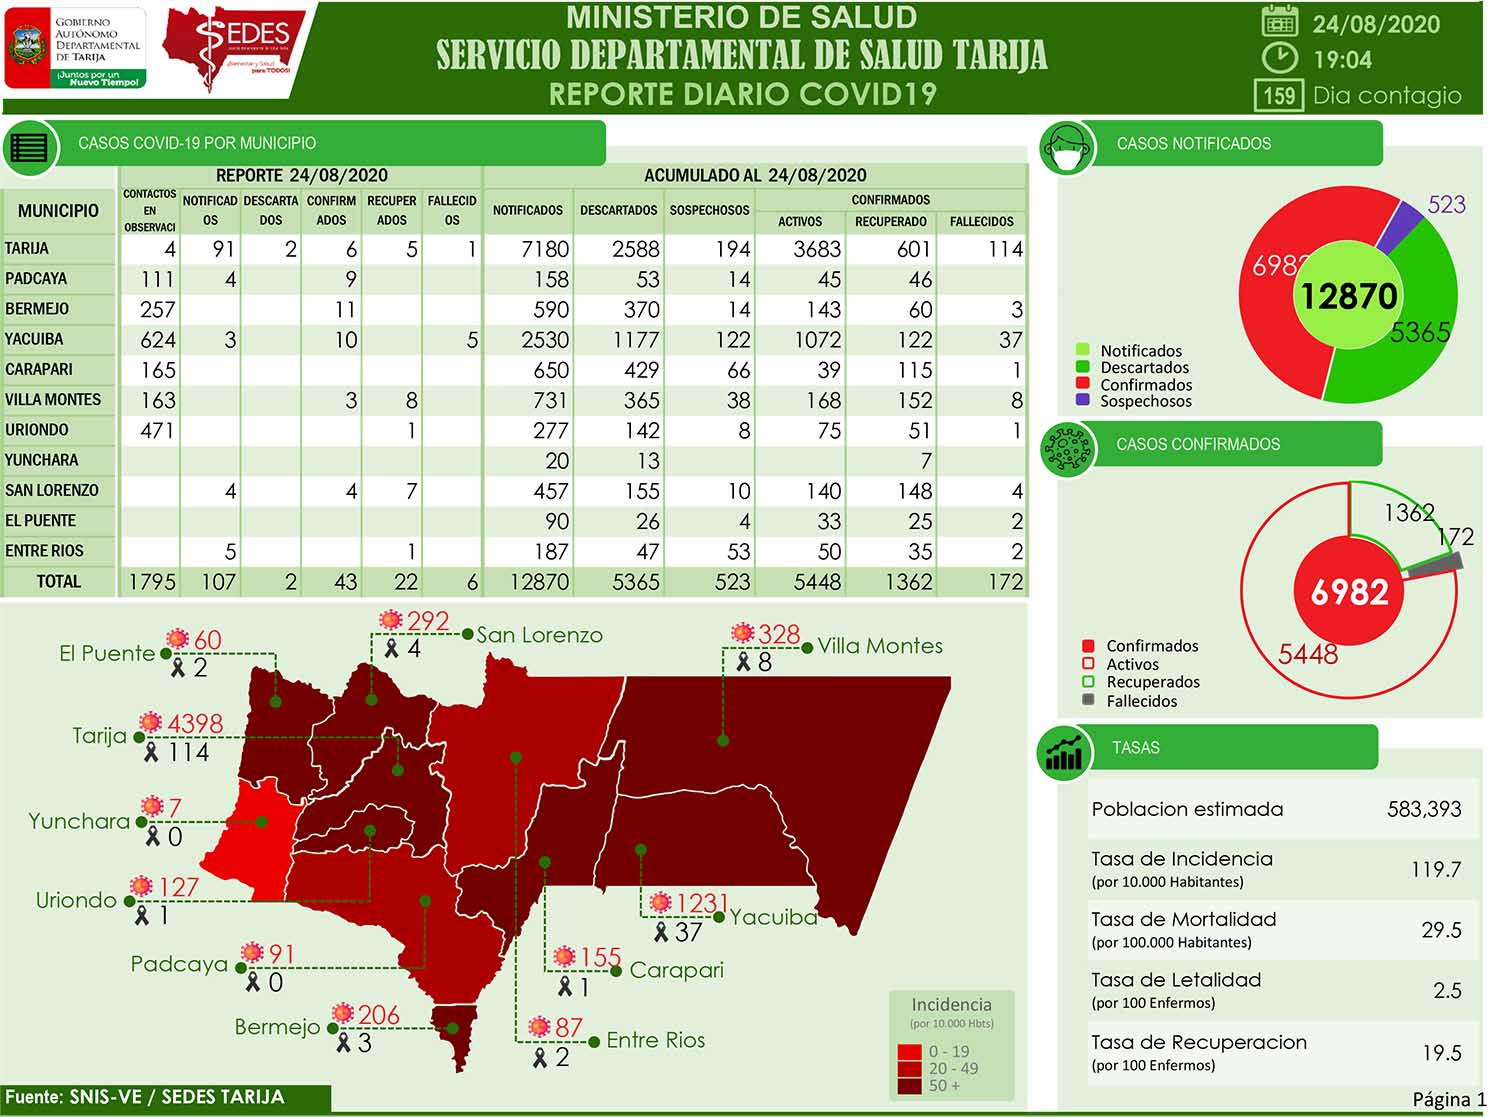 GOBIERNO
AUTÓNOMO
DEPARTAMENTAL
DE TARIJA
¡Juntos por un
Nuevo Tiempo!
SEDES
¡Bienestar y Salud
para TODOS!
MINISTERIO DE SALUD
SERVICIO DEPARTAMENTAL DE SALUD TARIJA
REPORTE DIARIO COVID19
24/08/2020
19:04
159 Dia contagio
CASOS COVID-19 POR MUNICIPIO
REPORTE 24/08/2020 ACUMULADO AL 24/08/2020
MUNICIPIO CONTACTOS EN OBSERVACI NOTIFICADOS DESCARTADOS CONFIRMADOS RECUPERADOS FALLECIDOS NOTIFICADOS DESCARTADOS SOSPECHOSOS CONFIRMADOS
ACTIVOS RECUPERADO FALLECIDOS
TARIJA 4 91 2 6 5 1 7180 2588 194 3683 601 114
PADCAYA 111 4 9 158 53 14 45 46
BERMEJO 257 11 590 370 14 143 60 3
YACUIBA 624 3 10 5 2530 1177 122 1072 122 37
CARAPARI 165 650 429 66 39 115 1
VILLA MONTES 163 3 8 731 365 38 168 152 8
URIONDO 471 1 277 142 8 75 51 1
YUNCHARA 20 13 7
SAN LORENZO 4 4 7 457 155 10 140 148 4
EL PUENTE 90 26 4 33 25 2
ENTRE RIOS 5 1 187 47 53 50 35 2
TOTAL 1795 107 2 43 22 6 12870 5365 523 5448 1362 172
CASOS NOTIFICADOS
523
6982
12870
5365
Notificados
Descartados
Confirmados
Sospechosos
CASOS CONFIRMADOS
1362
172
6982
5448
Confirmados
Activos
Recuperados
Fallecidos
TASAS
Poblacion estimada 583,393
Tasa de Incidencia
(por 10.000 Habitantes) 119.7
Tasa de Mortalidad
(por 100.000 Habitantes) 29.5
Tasa de Letalidad
(por 100 Enfermos) 2.5
Tasa de Recuperacion
(por 100 Enfermos) 19.5
El Puente 60
2
292 San Lorenzo
4
328 Villa Montes
8
Tarija 4398
114
Yunchara 7
0
Uriondo 127
1
Padcaya 91
0
Bermejo 206
3
1231 Yacuiba
37
155 Carapari
1
87 Entre Rios
2
Incidencia
(por 10.000 Hbts)
0 - 19
20 - 49
50 +
Fuente: SNIS-VE / SEDES TARIJA
Página 1